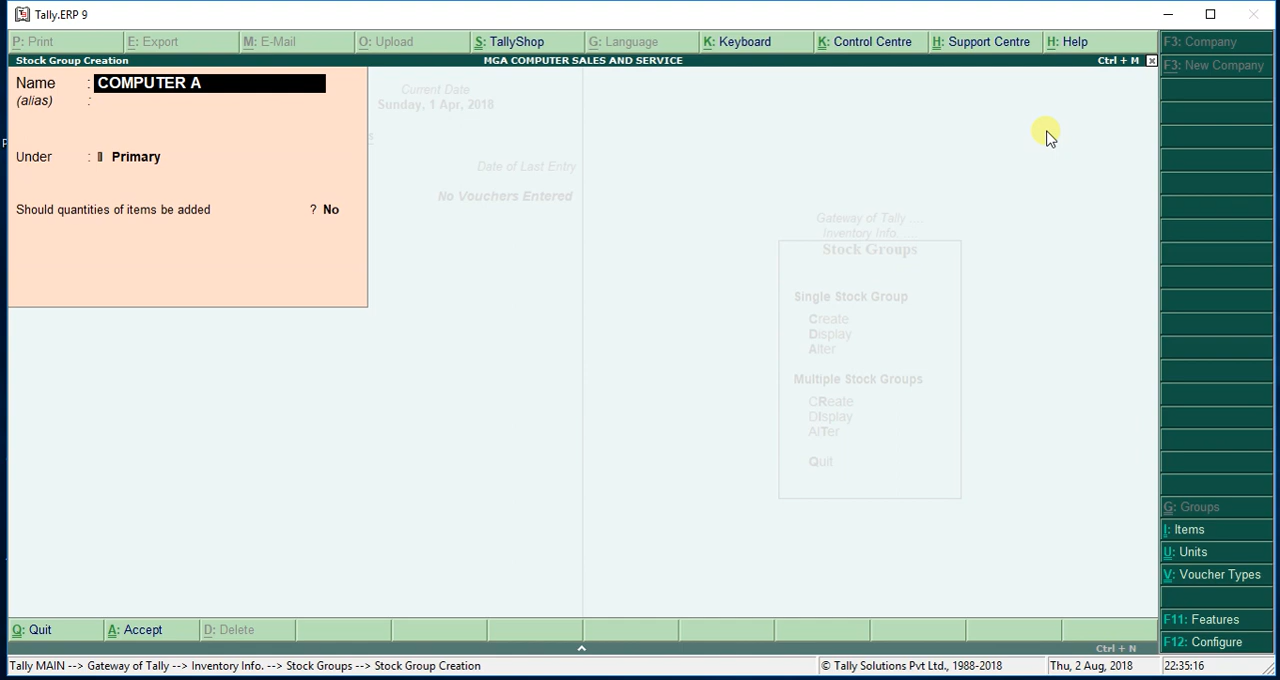 Tally.ERP 9
P: Print
E: Export
M: E-Mail
O: Upload
S: TallyShop
G: Language
K: Keyboard
K: Control Centre
H: Support Centre
H: Help
F3: Company
Stock Group Creation
MGA COMPUTER SALES AND SERVICE
Ctrl + M
F3: New Company
Name : COMPUTER A
(alias) :
Current Date
Sunday, 1 Apr, 2018
Under : Primary
Date of Last Entry
No Vouchers Entered
Should quantities of items be added ? No
Gateway of Tally .....
Inventory Info. ....
Stock Groups
Single Stock Group
Create
Display
Alter
Multiple Stock Groups
CReate
DIsplay
AlTer
Quit
G: Groups
I: Items
U: Units
V: Voucher Types
F11: Features
F12: Configure
Q: Quit
A: Accept
D: Delete
Ctrl + N
Tally MAIN --> Gateway of Tally --> Inventory Info. --> Stock Groups --> Stock Group Creation
© Tally Solutions Pvt Ltd., 1988-2018
Thu, 2 Aug, 2018
22:35:16